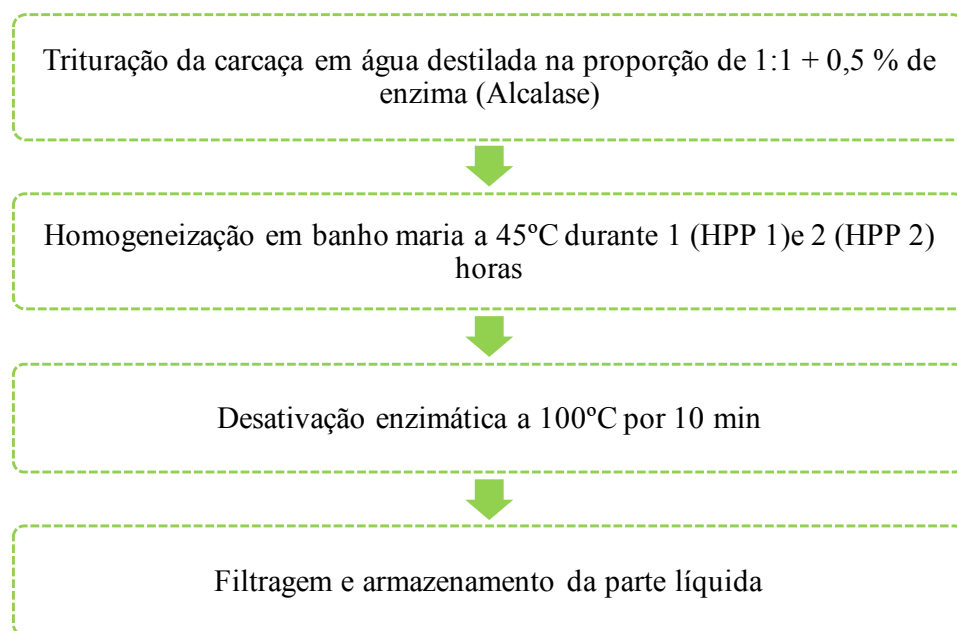 Trituração da carcaça em água destilada na proporção de 1:1 + 0,5 % de
enzima (Alcalase)
Homogeneização em banho maria a 45ºC durante 1 (HPP 1)e 2 (HPP 2)
horas
Desativação enzimática a 100ºC por 10 min
Filtragem e armazenamento da parte líquida